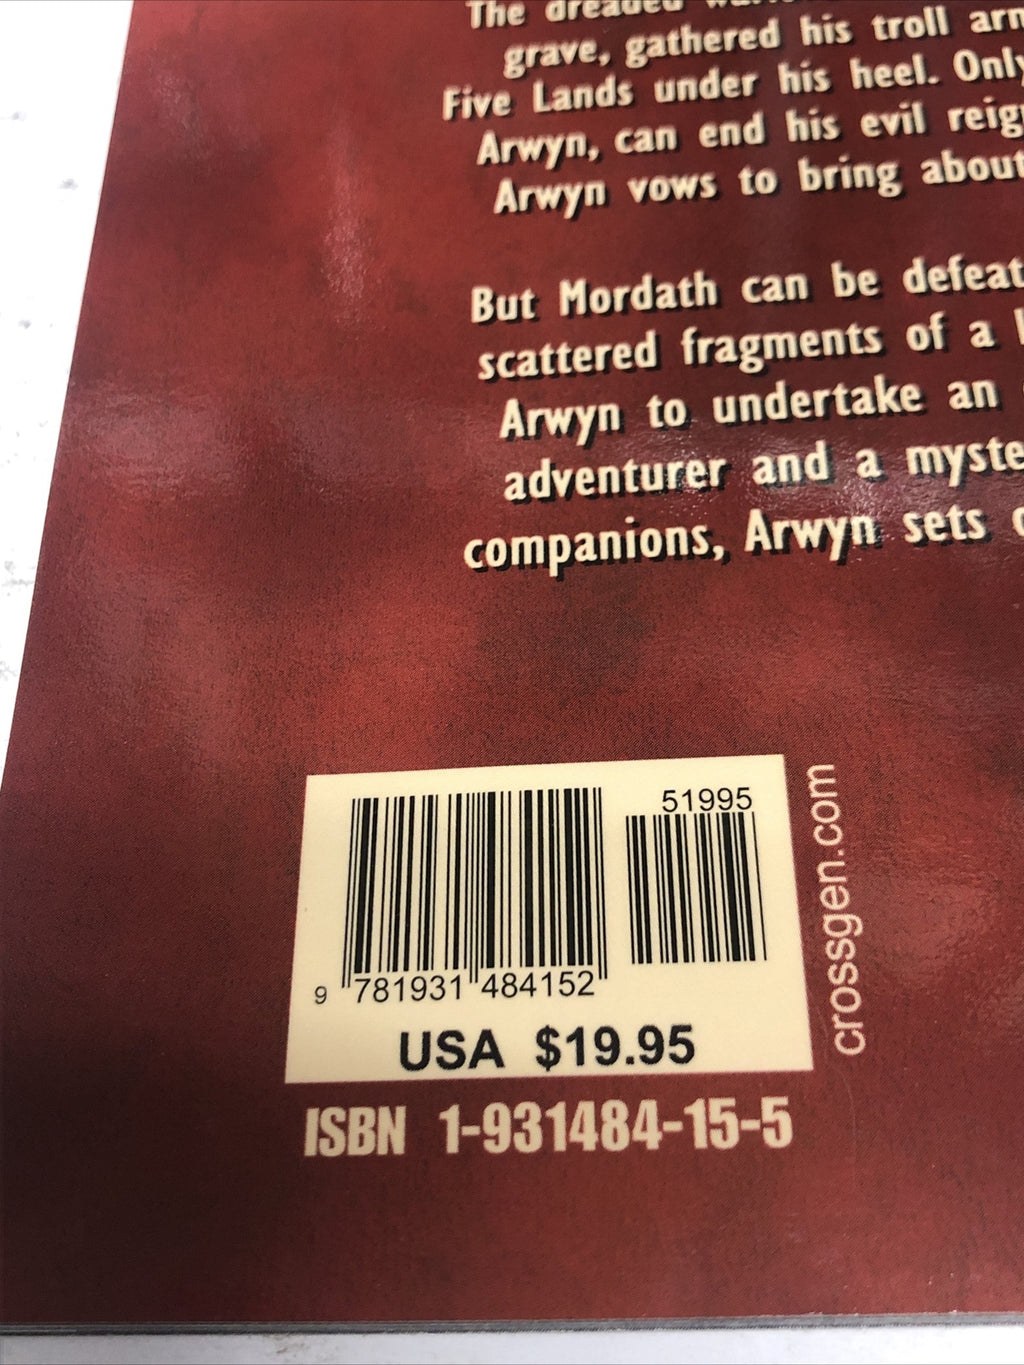 The dreaded
grave, gathered his troll
Five Lands under his heel. Only
Arwyn, can end his evil
Arwyn vows to bring about
But Mordath can be
scattered fragments of a
Arwyn to undertake an
adventurer and a
companions, Arwyn sets
51995
9 781931 484152
USA $19.95
ISBN 1-931484-15-5
crossgen.com